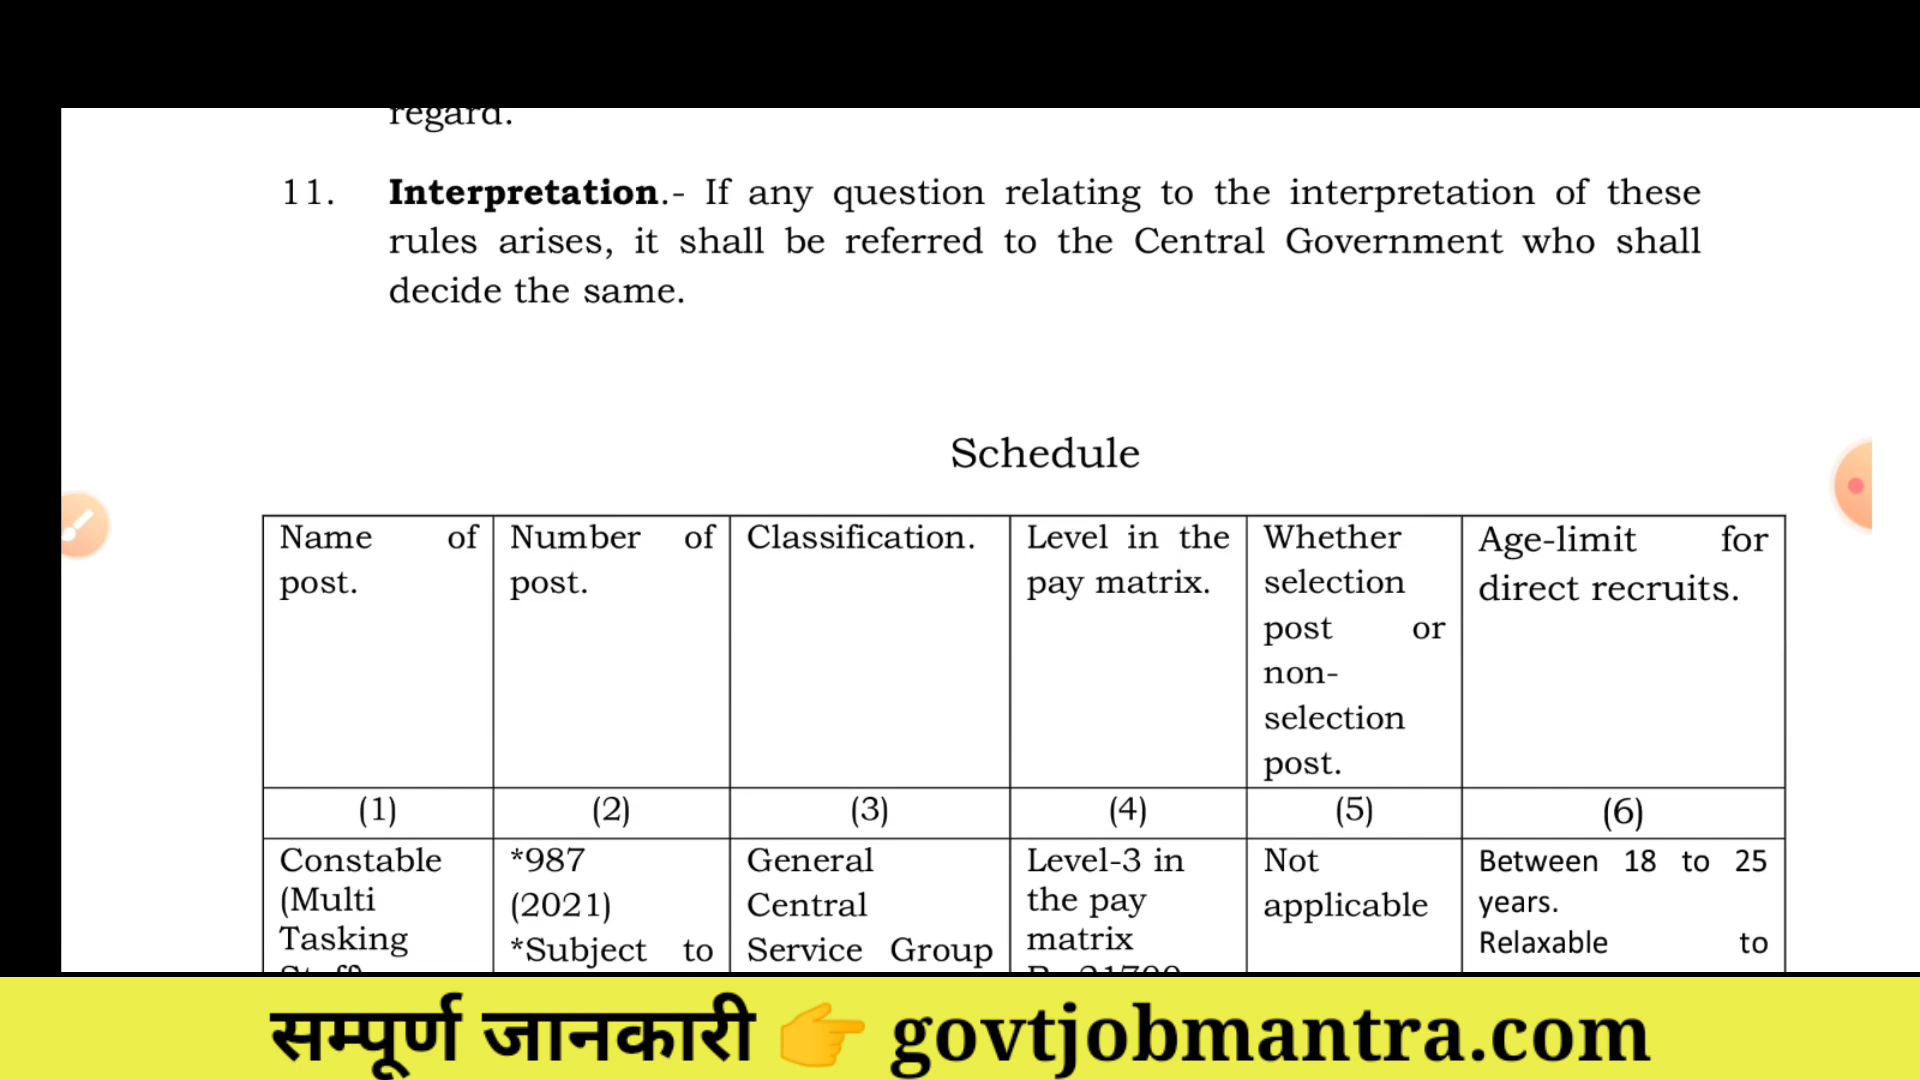 regard.
11. Interpretation.- If any question relating to the interpretation of these
rules arises, it shall be referred to the Central Government who shall
decide the same.
Schedule
Name of
post.
Number of
post.
Classification.
Level in the
pay matrix.
Whether
selection
post or
non-
selection
post.
Age-limit for
direct recruits.
(1) (2) (3) (4) (5) (6)
Constable
(Multi
Tasking
*987
(2021)
*Subject to
General
Central
Service Group
Level-3 in
the pay
matrix
Not
applicable
Between 18 to 25
years.
Relaxable to
सम्पूर्ण जानकारी 👉 govtjobmantra.com